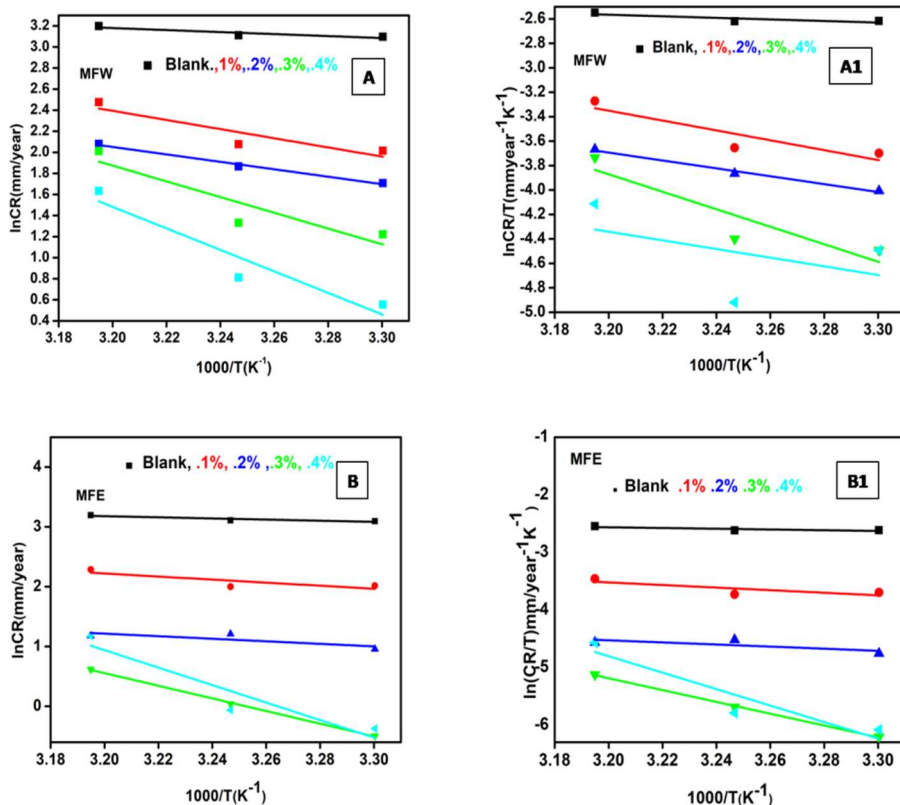 3.2
3.0
2.8
2.6
2.4
2.2
2.0
1.8
1.6
1.4
1.2
1.0
0.8
0.6
0.4
lnCR(mm/year)
Blank.,1%,.2%,.3%,.4%
MFW
A
3.18 3.20 3.22 3.24 3.26 3.28 3.30
1000/T(K-1)
-2.6
-2.8
-3.0
-3.2
-3.4
-3.6
-3.8
-4.0
-4.2
-4.4
-4.6
-4.8
-5.0
lnCR/T(mmyear-1K-1)
Blank, .1%,.2%,.3%,.4%
MFW
A1
3.18 3.20 3.22 3.24 3.26 3.28 3.30
1000/T(K-1)
4
3
2
1
0
lnCR(mm/year)
Blank, .1%, .2% ,.3%, .4%
MFE
B
3.18 3.20 3.22 3.24 3.26 3.28 3.30
1000/T(K-1)
-1
-2
-3
-4
-5
-6
ln(CR/T)mm/year-1K-1)
MFE
Blank .1% .2% .3% .4%
B1
3.18 3.20 3.22 3.24 3.26 3.28 3.30
1000/T(K-1)